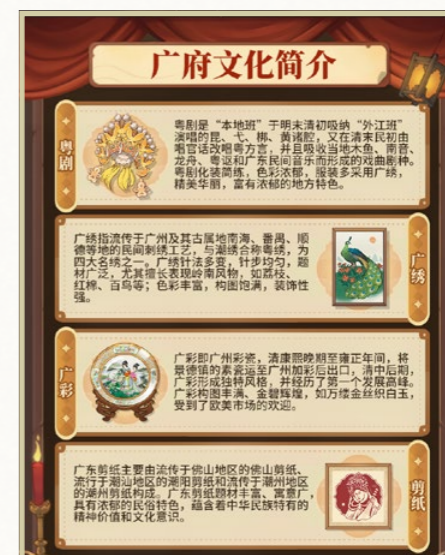 广府文化简介
粤剧
粤剧是“本地班”于明末清初吸纳“外江班”
演唱的昆、弋、梆、黄诸腔，又在清末民初由
唱官话改唱粤方言，并且吸收当地木鱼、南音、
龙舟、粤讴和广东民间音乐而形成的戏曲剧种。
粤剧化装简练，色彩浓郁，服装多采用广绣，
精美华丽，富有浓郁的地方特色。
广绣指流传于广州及其古属地南海、番禺、顺
德等地的民间刺绣工艺，与潮绣合称粤绣，为
四大名绣之一。广绣针法多变，针步均匀，题
材广泛，尤其擅长表现岭南风物，如荔枝、
红棉、百鸟等；色彩丰富，构图饱满，装饰性
强。
广绣
广彩
广彩即广州彩瓷，清康熙晚期至雍正年间，将
景德镇的素瓷运至广州加彩后出口，清中后期，
广彩形成独特风格，并经历了第一个发展高峰。
广彩构图丰满、金碧辉煌，如万缕金丝织白玉，
受到了欧美市场的欢迎。
广东剪纸主要由流传于佛山地区的佛山剪纸、
流行于潮汕地区的潮阳剪纸和流传于潮州地区
的潮州剪纸构成。广东剪纸题材丰富、寓意广，
具有浓郁的民俗特色，蕴含着中华民族特有的
精神价值和文化意识。
剪纸